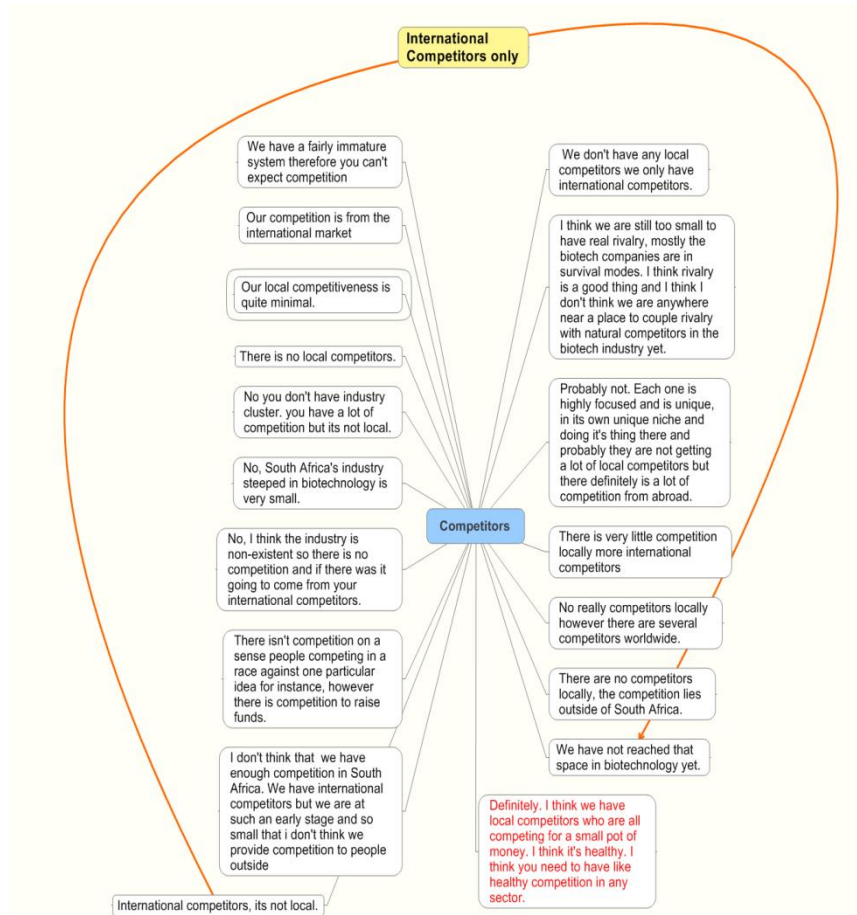 International
Competitors only
We have a fairly immature
system therefore you can't
expect competition
Our competition is from the
international market
Our local competitiveness is
quite minimal.
There is no local competitors.
No you don't have industry
cluster. you have a lot of
competition but its not local.
No, South Africa's industry
steeped in biotechnology is
very small.
No, I think the industry is
non-existent so there is no
competition and if there was it
going to come from your
international competitors.
There isn't competition on a
sense people competing in a
race against one particular
idea for instance, however
there is competition to raise
funds.
I don't think that we have
enough competition in South
Africa. We have international
competitors but we are at
such an early stage and so
small that i don't think we
provide competition to people
outside
International competitors, its not local.
Competitors
We don't have any local
competitors we only have
international competitors.
I think we are still too small to
have real rivalry, mostly the
biotech companies are in
survival modes. I think rivalry
is a good thing and I think I
don't think we are anywhere
near a place to couple rivalry
with natural competitors in the
biotech industry yet.
Probably not. Each one is
highly focused and is unique,
in its own unique niche and
doing it's thing there and
probably they are not getting
a lot of local competitors but
there definitely is a lot of
competition from abroad.
There is very little competition
locally more international
competitors
No really competitors locally
however there are several
competitors worldwide.
There are no competitors
locally, the competition lies
outside of South Africa.
We have not reached that
space in biotechnology yet.
Definitely. I think we have
local competitors who are all
competing for a small pot of
money. I think it's healthy. I
think you need to have like
healthy competition in any
sector.